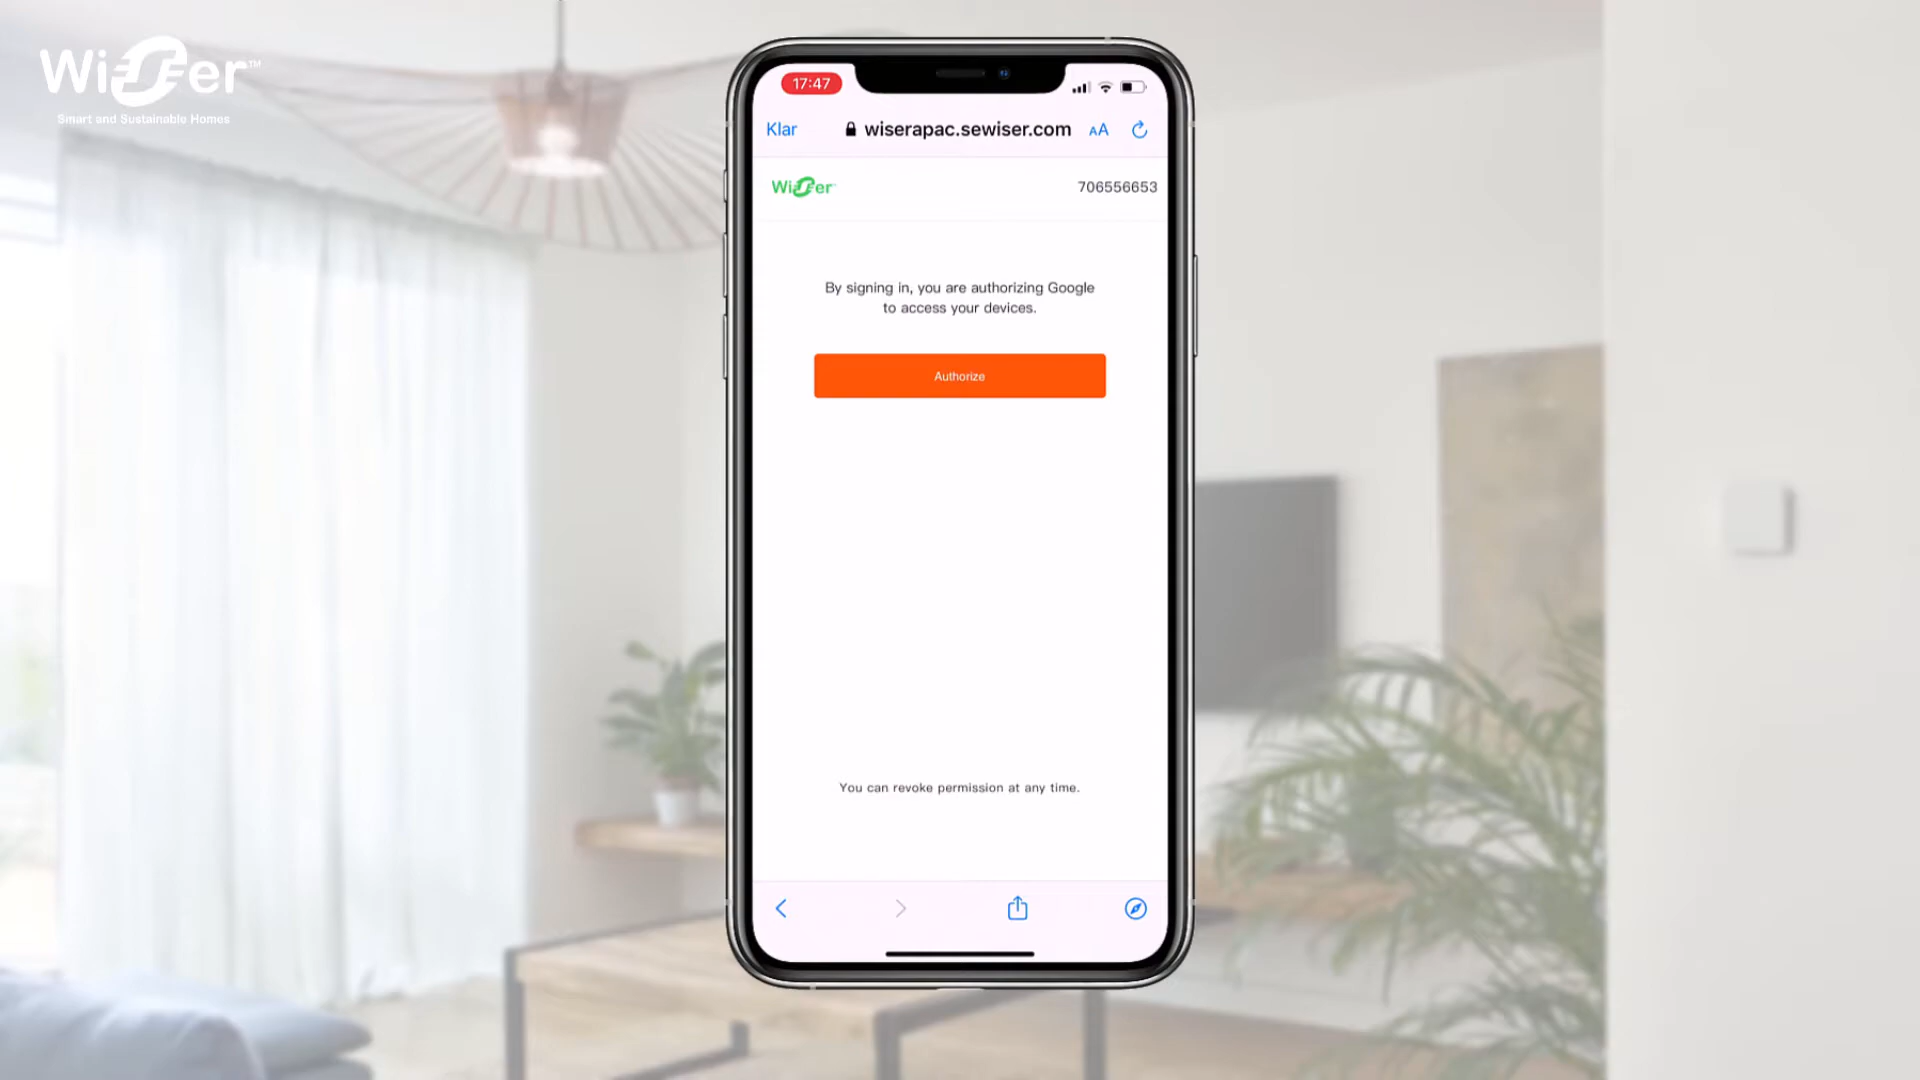 Wiser™
Smart and Sustainable Homes
17:47
Klar
wiserapac.sewiser.com
AA
Wiser
706556653
By signing in, you are authorizing Google
to access your devices.
Authorize
You can revoke permission at any time.